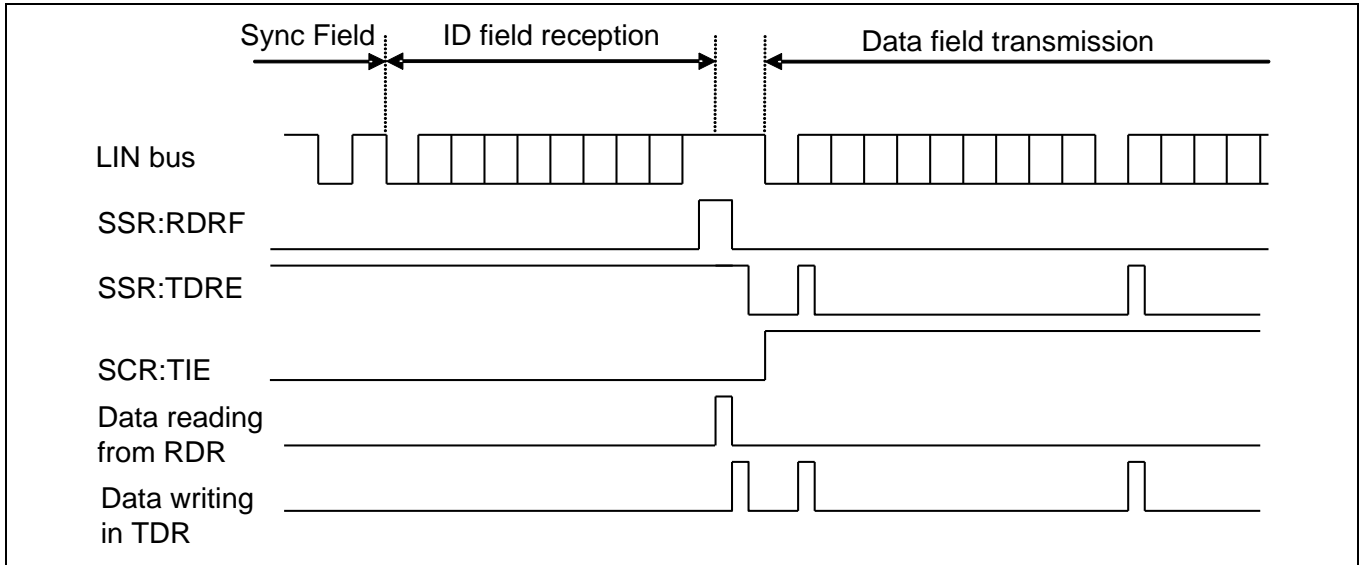 Sync Field ID field reception Data field transmission
LIN bus
SSR:RDRF
SSR:TDRE
SCR:TIE
Data reading
from RDR
Data writing
in TDR